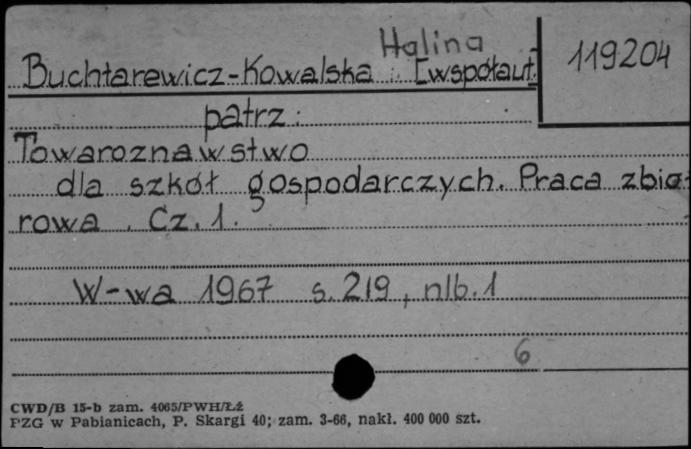 Halina
Buchtarewicz-Kowalska [współaut.
119204
patrz:
Towaroznawstwo
dla szkół gospodarczych. Praca zbio-
rowa. Cz. 1.
W-wa 1967 s. 219, nlb. 1
6
CWD/B 15-b zam. 4065/PWH/Łź
PZG w Pabianicach, P. Skargi 40; zam. 3-66, nakł. 400 000 szt.